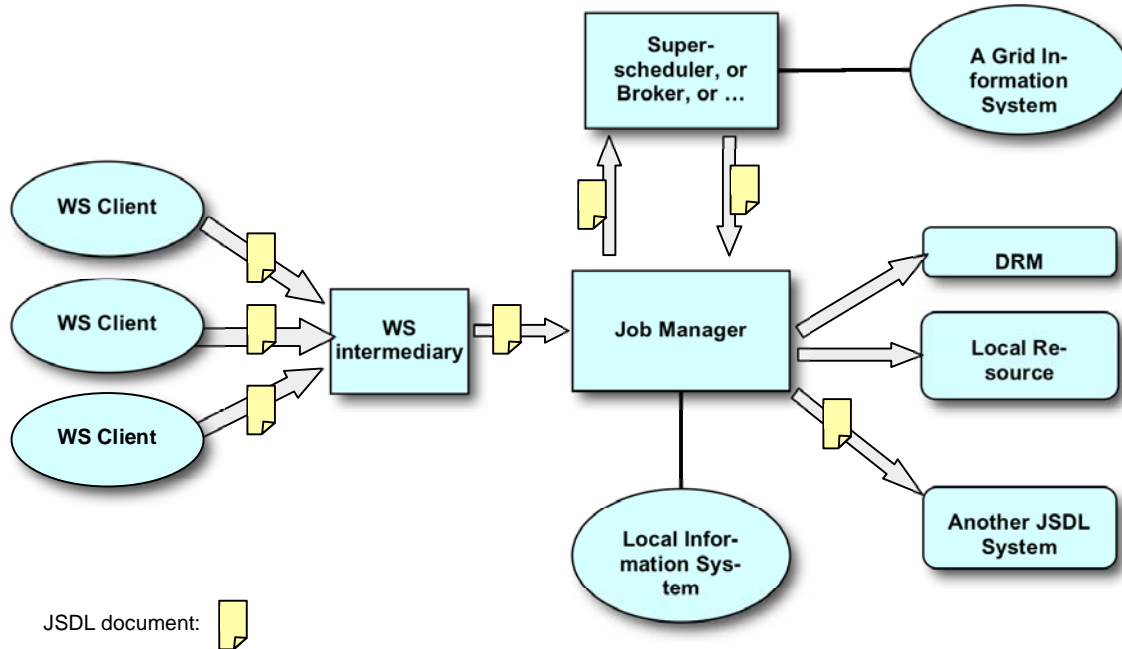 Super-
scheduler, or
Broker, or ...
A Grid In-
formation
System
WS Client
WS Client
WS Client
WS
intermediary
Job Manager
DRM
Local Re-
source
Another JSDL
System
Local Infor-
mation Sys-
tem
JSDL document: